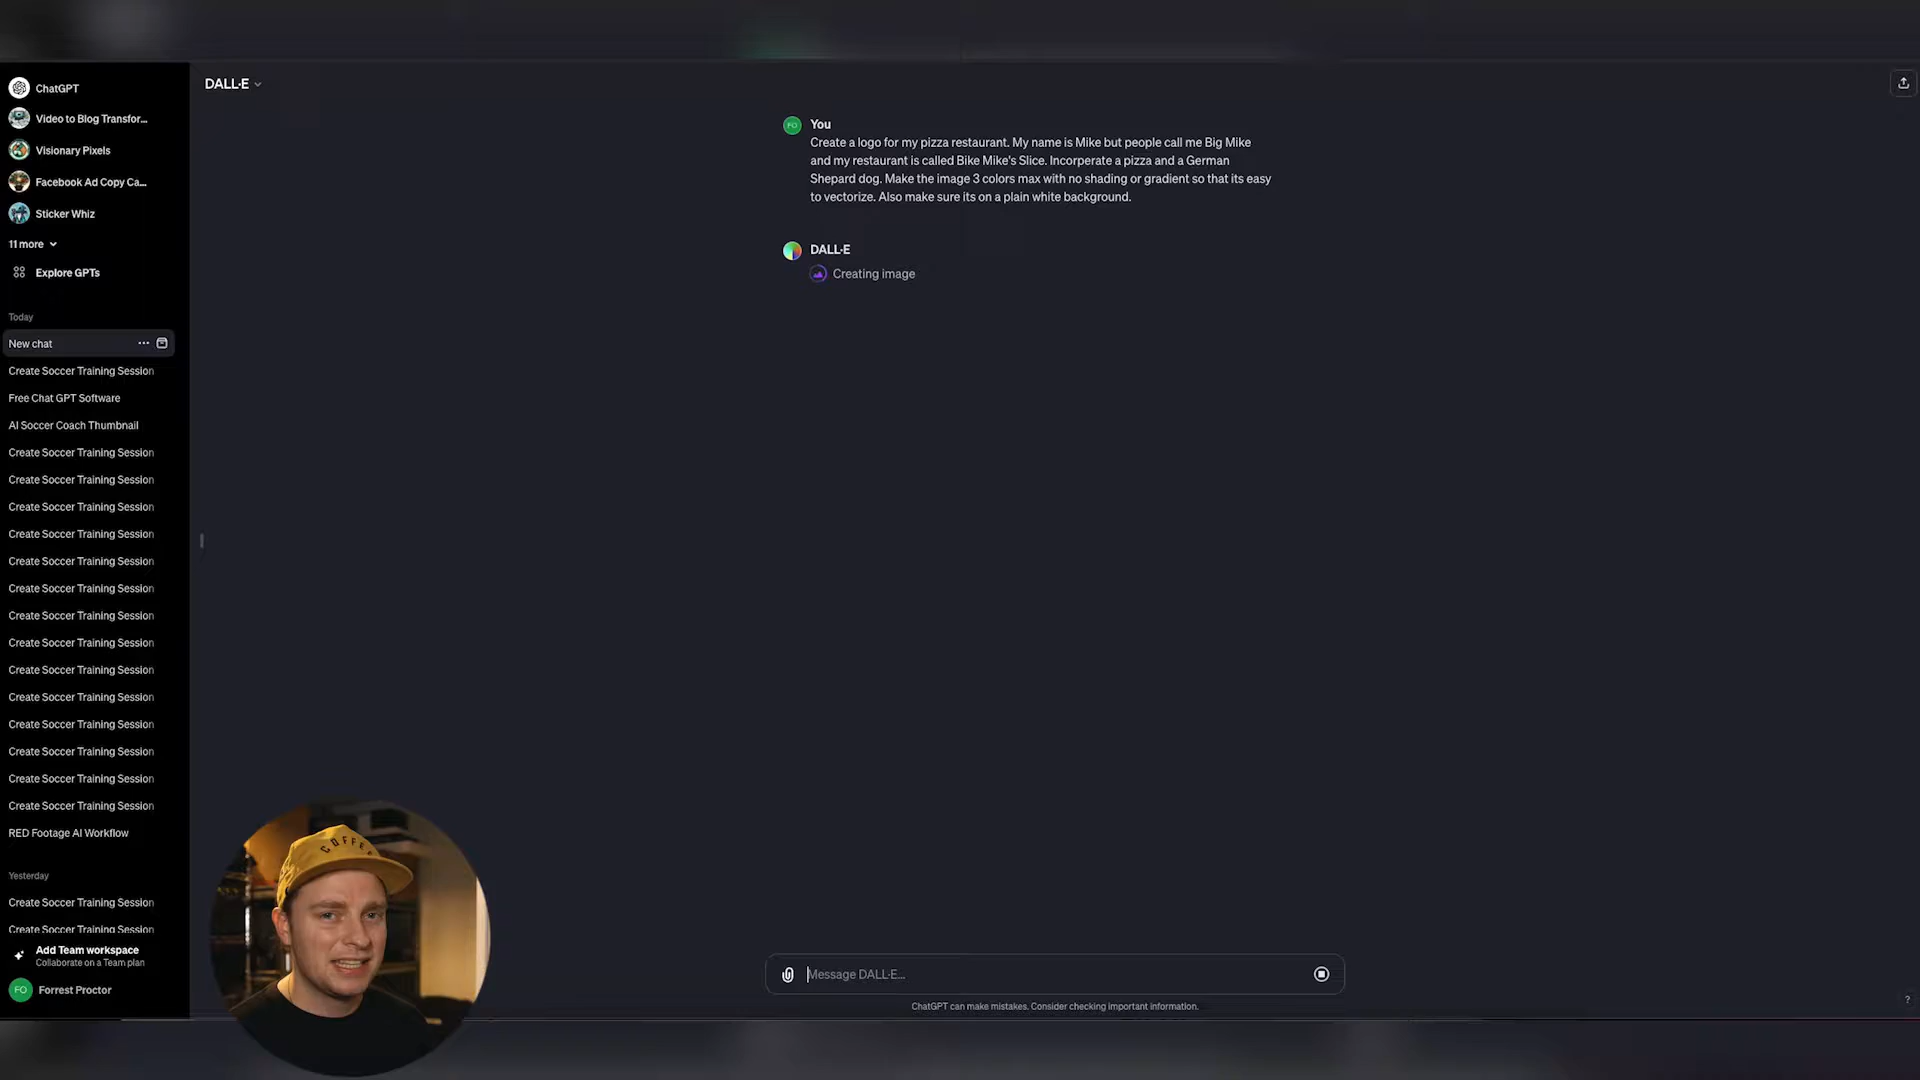 ChatGPT
Video to Blog Transfor...
Visionary Pixels
Facebook Ad Copy Ca...
Sticker Whiz
11 more
Explore GPTs
Today
New chat
Create Soccer Training Session
Free Chat GPT Software
AI Soccer Coach Thumbnail
Create Soccer Training Session
Create Soccer Training Session
Create Soccer Training Session
Create Soccer Training Session
Create Soccer Training Session
Create Soccer Training Session
Create Soccer Training Session
Create Soccer Training Session
Create Soccer Training Session
Create Soccer Training Session
Create Soccer Training Session
Create Soccer Training Session
Create Soccer Training Session
Create Soccer Training Session
RED Footage AI Workflow
Yesterday
Create Soccer Training Session
Create Soccer Training Session
Add Team workspace
Collaborate on a Team plan
FO
Forrest Proctor
DALL·E
FO
You
Create a logo for my pizza restaurant. My name is Mike but people call me Big Mike
and my restaurant is called Bike Mike's Slice. Incorperate a pizza and a German
Shepard dog. Make the image 3 colors max with no shading or gradient so that its easy
to vectorize. Also make sure its on a plain white background.
DALL·E
Creating image
COFFEE
Message DALL·E...
ChatGPT can make mistakes. Consider checking important information.
?